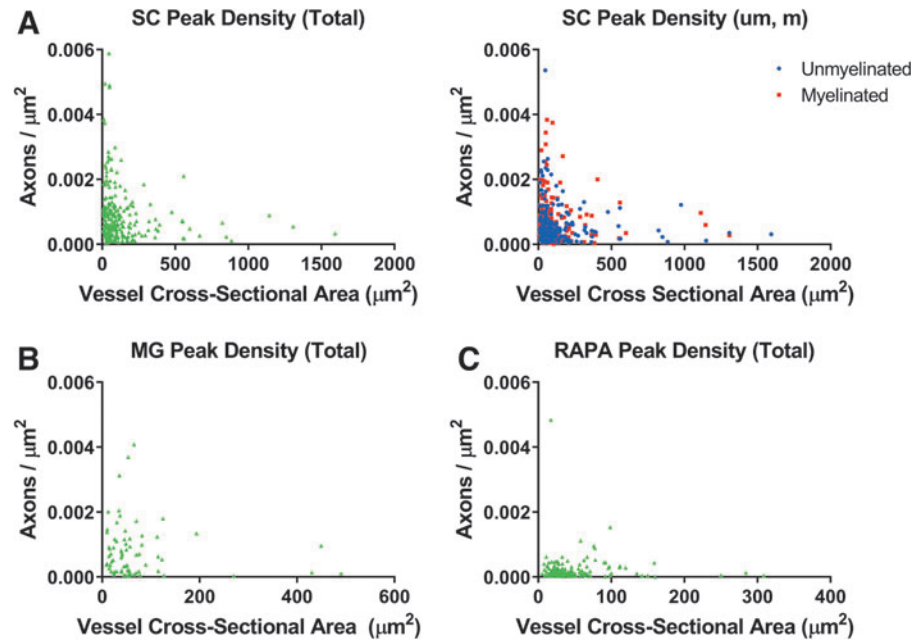 A
SC Peak Density (Total)
Axons / μm²
0.006
0.004
0.002
0.000
0 500 1000 1500 2000
Vessel Cross-Sectional Area (μm²)
SC Peak Density (um, m)
Unmyelinated
Myelinated
Axons / μm²
0.006
0.004
0.002
0.000
0 500 1000 1500 2000
Vessel Cross Sectional Area (μm²)
B
MG Peak Density (Total)
Axons / μm²
0.006
0.004
0.002
0.000
0 200 400 600
Vessel Cross-Sectional Area (μm²)
C
RAPA Peak Density (Total)
Axons / μm²
0.006
0.004
0.002
0.000
0 100 200 300 400
Vessel Cross-Sectional Area (μm²)